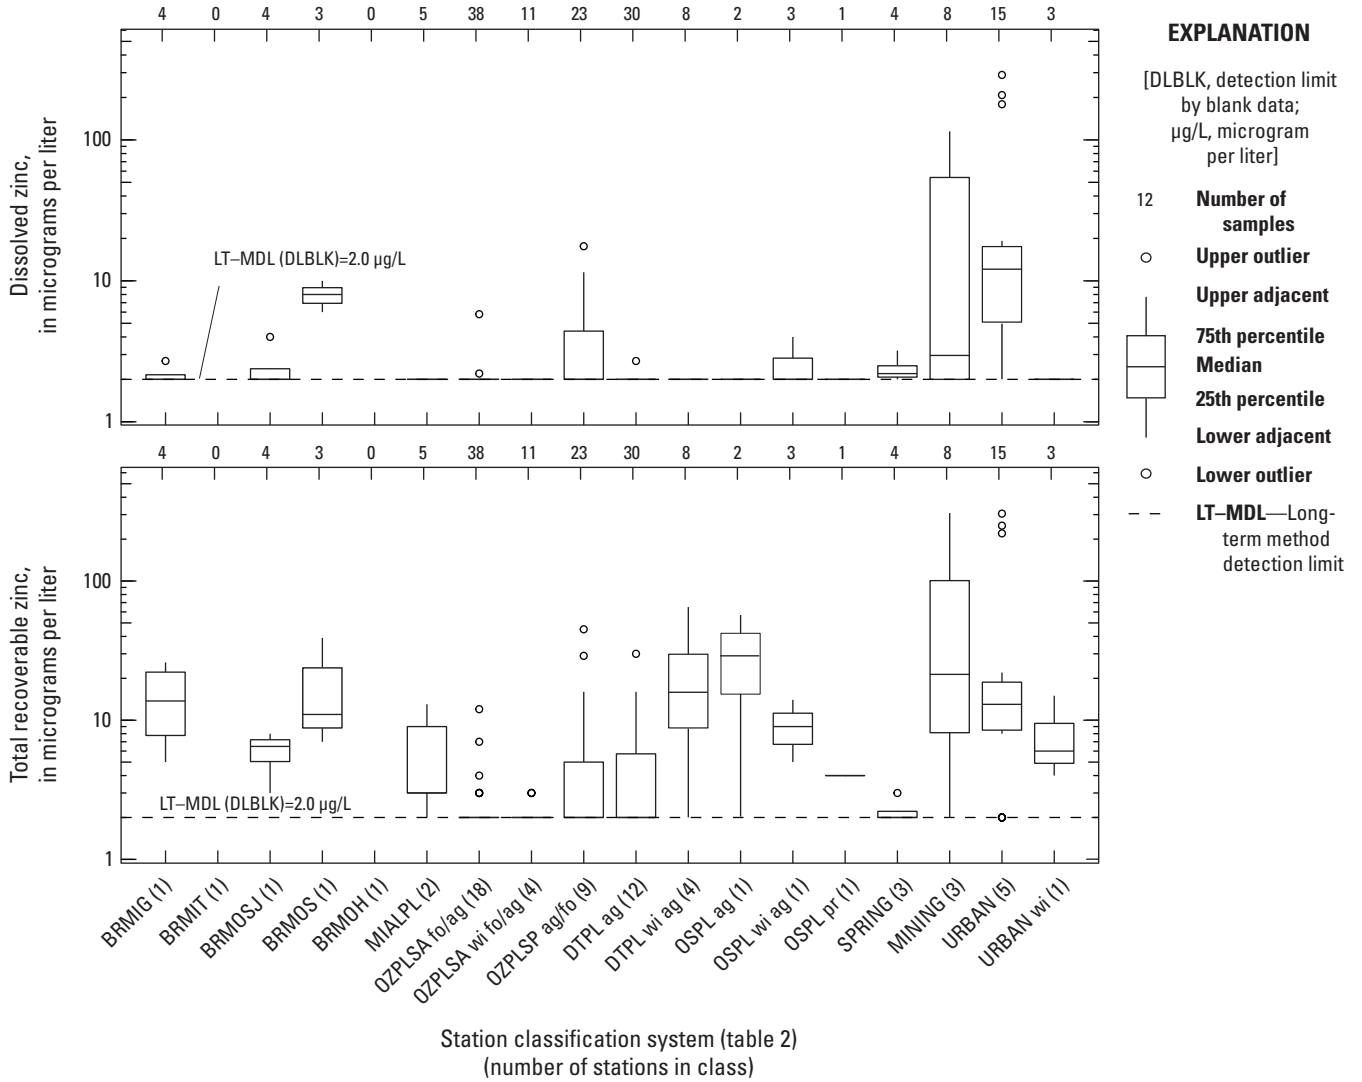 4 0 4 3 0 5 38 11 23 30 8 2 3 1 4 8 15 3
Dissolved zinc,
in micrograms per liter
100
10
1
LT–MDL (DLBLK)=2.0 µg/L
4 0 4 3 0 5 38 11 23 30 8 2 3 1 4 8 15 3
Total recoverable zinc,
in micrograms per liter
100
10
1
LT–MDL (DLBLK)=2.0 µg/L
BRMIG (1)
BRMIT (1)
BRMOSJ (1)
BRMOS (1)
BRMOH (1)
MIALPL (2)
OZPLSA fo/ag (18)
OZPLSA wi fo/ag (4)
OZPLSP ag/fo (9)
DTPL ag (12)
DTPL wi ag (4)
OSPL ag (1)
OSPL wi ag (1)
OSPL pr (1)
SPRING (3)
MINING (3)
URBAN (5)
URBAN wi (1)
Station classification system (table 2)
(number of stations in class)
EXPLANATION
[DLBLK, detection limit
by blank data;
µg/L, microgram
per liter]
12 Number of
samples
Upper outlier
Upper adjacent
75th percentile
Median
25th percentile
Lower adjacent
Lower outlier
LT–MDL—Long-
term method
detection limit